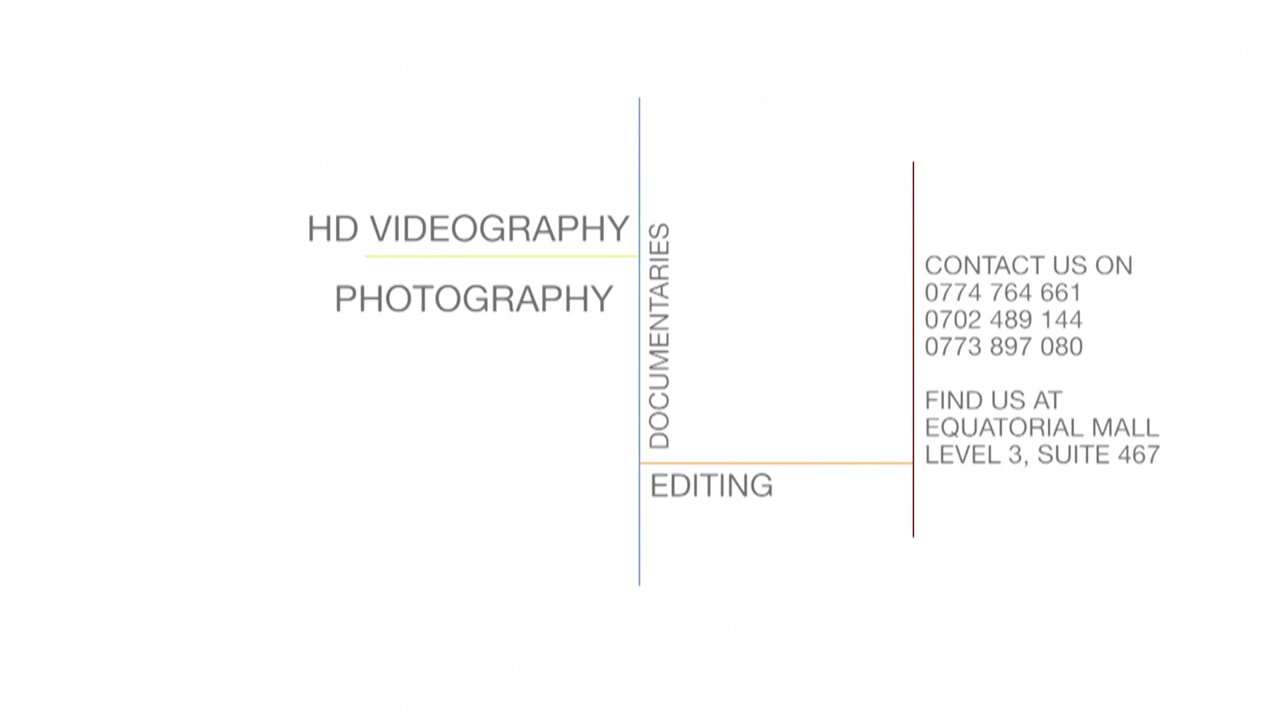 HD VIDEOGRAPHY
PHOTOGRAPHY
DOCUMENTARIES
EDITING
CONTACT US ON
0774 764 661
0702 489 144
0773 897 080
FIND US AT
EQUATORIAL MALL
LEVEL 3, SUITE 467